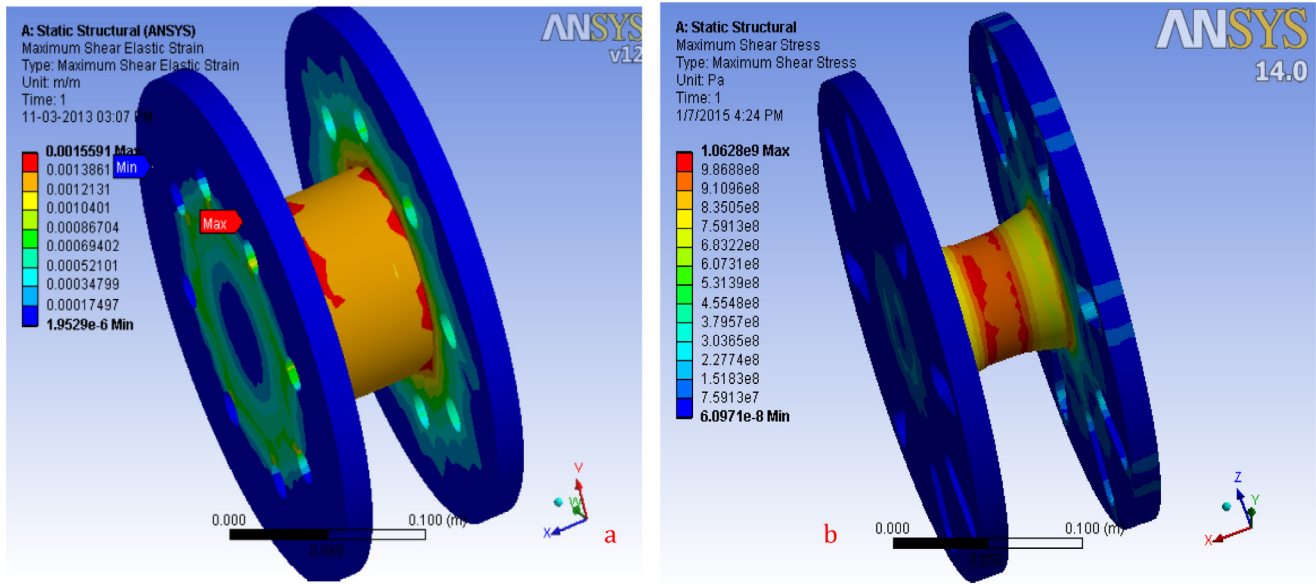 A: Static Structural (ANSYS)
Maximum Shear Elastic Strain
Type: Maximum Shear Elastic Strain
Unit: m/m
Time: 1
11-03-2013 03:07 PM
ANSYS
v12
0.0015591 Max
0.0013861
0.0012131
0.0010401
0.00086704
0.00069402
0.00052101
0.00034799
0.00017497
1.9529e-6 Min
Min
Max
0.000
0.100 (m)
0.050
V
W
X
a
A: Static Structural
Maximum Shear Stress
Type: Maximum Shear Stress
Unit: Pa
Time: 1
1/7/2015 4:24 PM
ANSYS
14.0
1.0628e9 Max
9.8688e8
9.1096e8
8.3505e8
7.5913e8
6.8322e8
6.0731e8
5.3139e8
4.5548e8
3.7957e8
3.0365e8
2.2774e8
1.5183e8
7.5913e7
6.0971e-8 Min
0.000
0.100 (m)
0.050
Z
Y
X
b